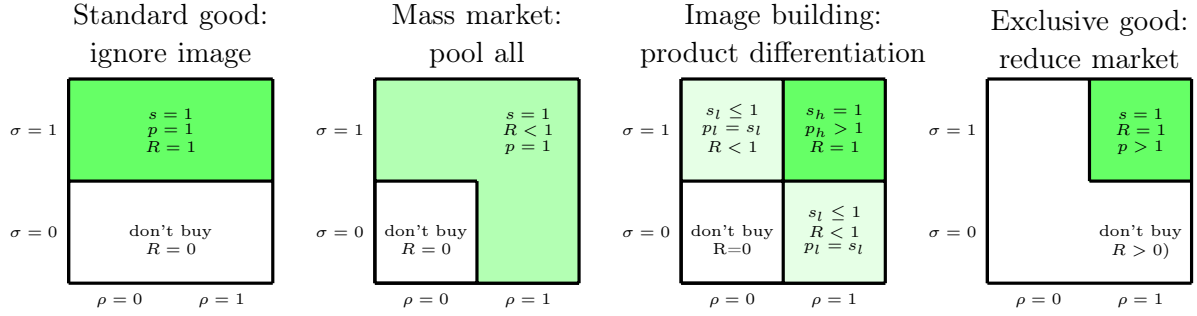 Standard good:
ignore image
σ = 1
s = 1
p = 1
R = 1
σ = 0
don't buy
R = 0
ρ = 0 ρ = 1
Mass market:
pool all
σ = 1
s = 1
R < 1
p = 1
σ = 0
don't buy
R = 0
ρ = 0 ρ = 1
Image building:
product differentiation
σ = 1
s_l ≤ 1
p_l = s_l
R < 1
s_h = 1
p_h > 1
R = 1
σ = 0
don't buy
R=0
s_l ≤ 1
R < 1
p_l = s_l
ρ = 0 ρ = 1
Exclusive good:
reduce market
σ = 1
s = 1
R = 1
p > 1
σ = 0
don't buy
R > 0)
ρ = 0 ρ = 1